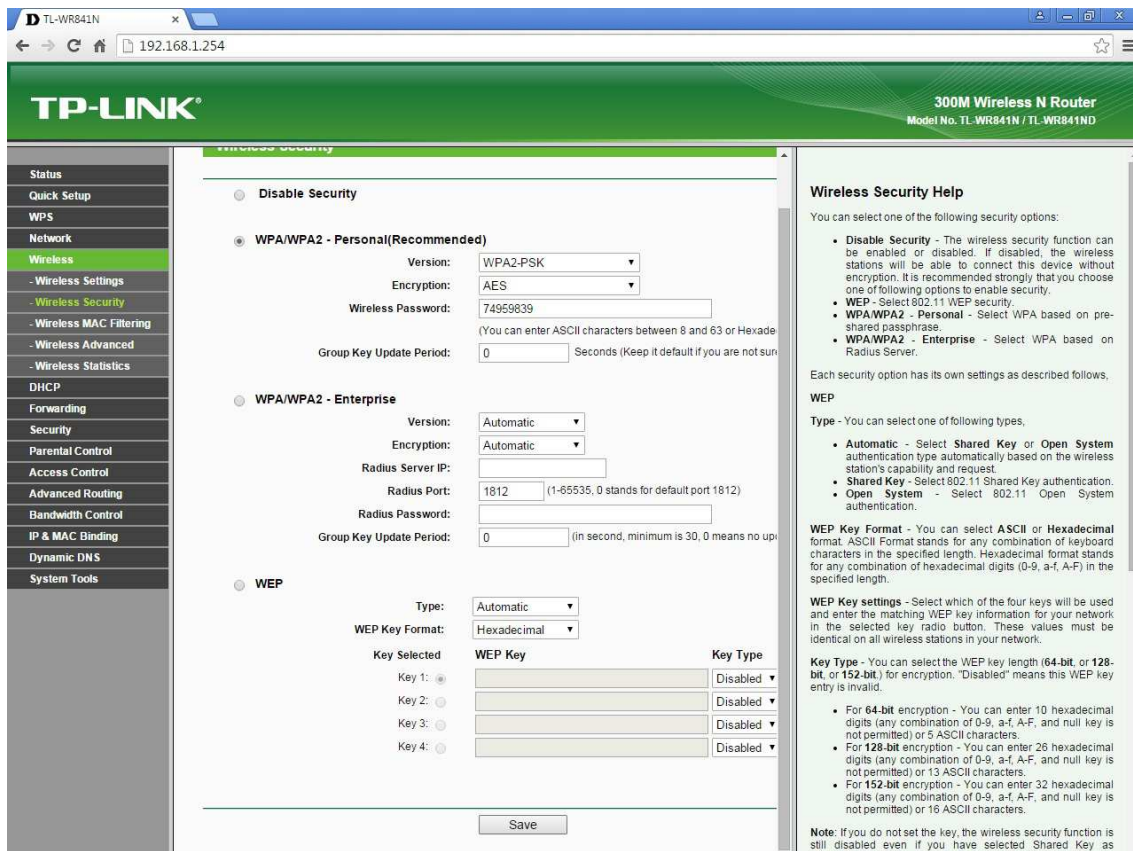 TL-WR841N
192.168.1.254
TP-LINK®
300M Wireless N Router
Model No. TL-WR841N / TL-WR841ND
Status
Quick Setup
WPS
Network
Wireless
- Wireless Settings
- Wireless Security
- Wireless MAC Filtering
- Wireless Advanced
- Wireless Statistics
DHCP
Forwarding
Security
Parental Control
Access Control
Advanced Routing
Bandwidth Control
IP & MAC Binding
Dynamic DNS
System Tools
Wireless Security
Disable Security
WPA/WPA2 - Personal(Recommended)
Version: WPA2-PSK
Encryption: AES
Wireless Password: 74959839
(You can enter ASCII characters between 8 and 63 or Hexade
Group Key Update Period: 0 Seconds (Keep it default if you are not sure
WPA/WPA2 - Enterprise
Version: Automatic
Encryption: Automatic
Radius Server IP:
Radius Port: 1812 (1-65535, 0 stands for default port 1812)
Radius Password:
Group Key Update Period: 0 (in second, minimum is 30, 0 means no upd
WEP
Type: Automatic
WEP Key Format: Hexadecimal
Key Selected WEP Key Key Type
Key 1: Disabled
Key 2: Disabled
Key 3: Disabled
Key 4: Disabled
Save
Wireless Security Help
You can select one of the following security options:
• Disable Security - The wireless security function can
be enabled or disabled. If disabled, the wireless
stations will be able to connect this device without
encryption. It is recommended strongly that you choose
one of following options to enable security.
• WEP - Select 802.11 WEP security.
• WPA/WPA2 - Personal - Select WPA based on pre-
shared passphrase.
• WPA/WPA2 - Enterprise - Select WPA based on
Radius Server.
Each security option has its own settings as described follows,
WEP
Type - You can select one of following types,
• Automatic - Select Shared Key or Open System
authentication type automatically based on the wireless
station's capability and request.
• Shared Key - Select 802.11 Shared Key authentication.
• Open System - Select 802.11 Open System
authentication.
WEP Key Format - You can select ASCII or Hexadecimal
format. ASCII Format stands for any combination of keyboard
characters in the specified length. Hexadecimal format stands
for any combination of hexadecimal digits (0-9, a-f, A-F) in the
specified length.
WEP Key settings - Select which of the four keys will be used
and enter the matching WEP key information for your network
in the selected key radio button. These values must be
identical on all wireless stations in your network.
Key Type - You can select the WEP key length (64-bit, or 128-
bit, or 152-bit.) for encryption. "Disabled" means this WEP key
entry is invalid.
• For 64-bit encryption - You can enter 10 hexadecimal
digits (any combination of 0-9, a-f, A-F, and null key is
not permitted) or 5 ASCII characters.
• For 128-bit encryption - You can enter 26 hexadecimal
digits (any combination of 0-9, a-f, A-F, and null key is
not permitted) or 13 ASCII characters.
• For 152-bit encryption - You can enter 32 hexadecimal
digits (any combination of 0-9, a-f, A-F, and null key is
not permitted) or 16 ASCII characters.
Note: If you do not set the key, the wireless security function is
still disabled even if you have selected Shared Key as